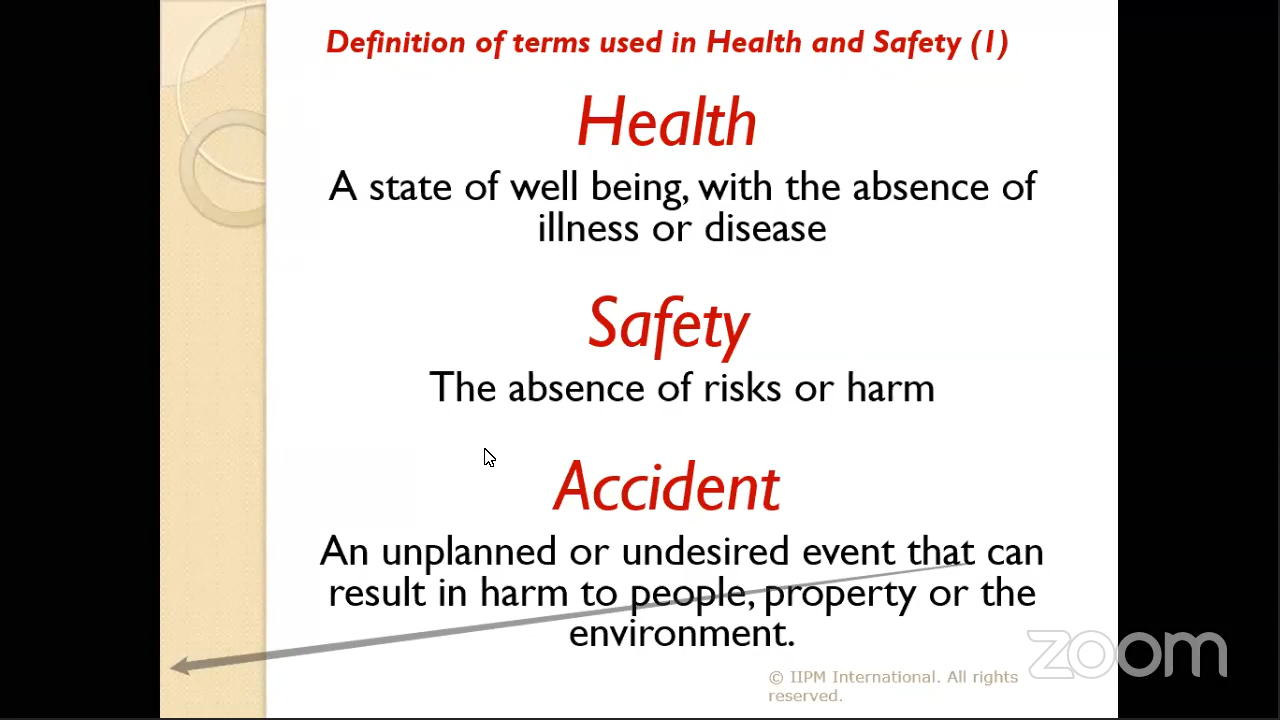 Definition of terms used in Health and Safety (1)
Health
A state of well being, with the absence of
illness or disease
Safety
The absence of risks or harm
Accident
An unplanned or undesired event that can
result in harm to people, property or the
environment.
zoom
© IIPM International. All rights
reserved.